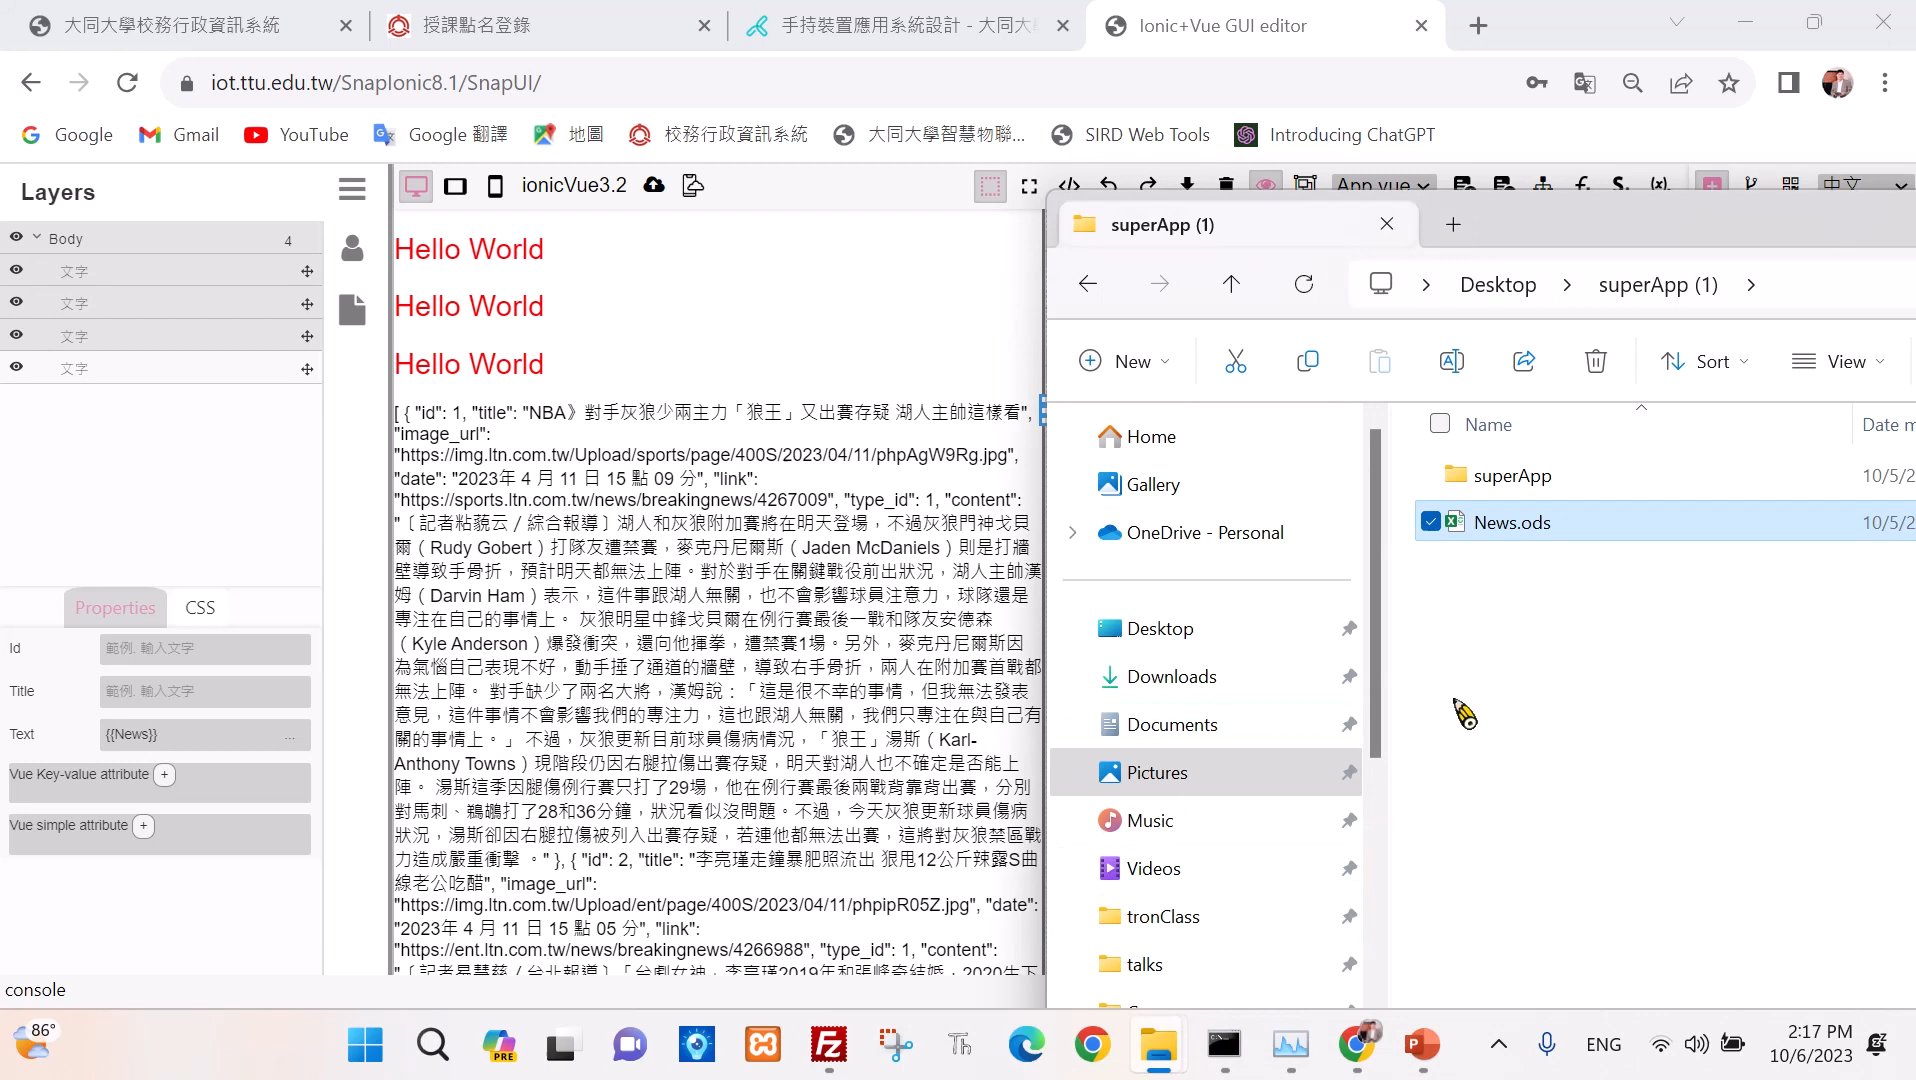 大同大學校務行政資訊系統
授課點名登錄
手持裝置應用系統設計 - 大同大
Ionic+Vue GUI editor
iot.ttu.edu.tw/SnapIonic8.1/SnapUI/
Google
Gmail
YouTube
Google 翻譯
地圖
校務行政資訊系統
大同大學智慧物聯...
SIRD Web Tools
Introducing ChatGPT
Layers
ionicVue3.2
App.vue
中文
Body
4
文字
文字
文字
文字
Properties
CSS
Id
範例. 輸入文字
Title
範例. 輸入文字
Text
{{News}}
...
Vue Key-value attribute +
Vue simple attribute +
console
Hello World
Hello World
Hello World
[ { "id": 1, "title": "NBA》對手灰狼少兩主力「狼王」又出賽存疑 湖人主帥這樣看",
"image_url":
"https://img.ltn.com.tw/Upload/sports/page/400S/2023/04/11/phpAgW9Rg.jpg",
"date": "2023年 4 月 11 日 15 點 09 分", "link":
"https://sports.ltn.com.tw/news/breakingnews/4267009", "type_id": 1, "content":
"〔記者粘藐云／綜合報導〕湖人和灰狼附加賽將在明天登場，不過灰狼門神戈貝
爾（Rudy Gobert）打隊友遭禁賽，麥克丹尼爾斯（Jaden McDaniels）則是打牆
壁導致手骨折，預計明天都無法上陣。對於對手在關鍵戰役前出狀況，湖人主帥漢
姆（Darvin Ham）表示，這件事跟湖人無關，也不會影響球員注意力，球隊還是
專注在自己的事情上。 灰狼明星中鋒戈貝爾在例行賽最後一戰和隊友安德森
（Kyle Anderson）爆發衝突，還向他揮拳，遭禁賽1場。另外，麥克丹尼爾斯因
為氣惱自己表現不好，動手捶了通道的牆壁，導致右手骨折，兩人在附加賽首戰都
無法上陣。 對手缺少了兩名大將，漢姆說：「這是很不幸的事情，但我無法發表
意見，這件事情不會影響我們的專注力，這也跟湖人無關，我們只專注在與自己有
關的事情上。」 不過，灰狼更新目前球員傷病情況，「狼王」湯斯（Karl-
Anthony Towns）現階段仍因右腿拉傷出賽存疑，明天對湖人也不確定是否能上
陣。 湯斯這季因腿傷例行賽只打了29場，他在例行賽最後兩戰背靠背出賽，分別
對馬刺、鵜鶘打了28和36分鐘，狀況看似沒問題。不過，今天灰狼更新球員傷病
狀況，湯斯卻因右腿拉傷被列入出賽存疑，若連他都無法出賽，這將對灰狼禁區戰
力造成嚴重衝擊 。" }, { "id": 2, "title": "李亮瑾走鐘暴肥照流出 狠甩12公斤辣露S曲
線老公吃醋", "image_url":
"https://img.ltn.com.tw/Upload/ent/page/400S/2023/04/11/phpipR05Z.jpg", "date":
"2023年 4 月 11 日 15 點 05 分", "link":
"https://ent.ltn.com.tw/news/breakingnews/4266988", "type_id": 1, "content":
superApp (1)
Desktop
superApp (1)
New
Sort
View
Home
Gallery
OneDrive - Personal
Desktop
Downloads
Documents
Pictures
Music
Videos
tronClass
talks
Name
Date m
superApp
10/5/2
News.ods
10/5/2
86°
PRE
ENG
2:17 PM
10/6/2023